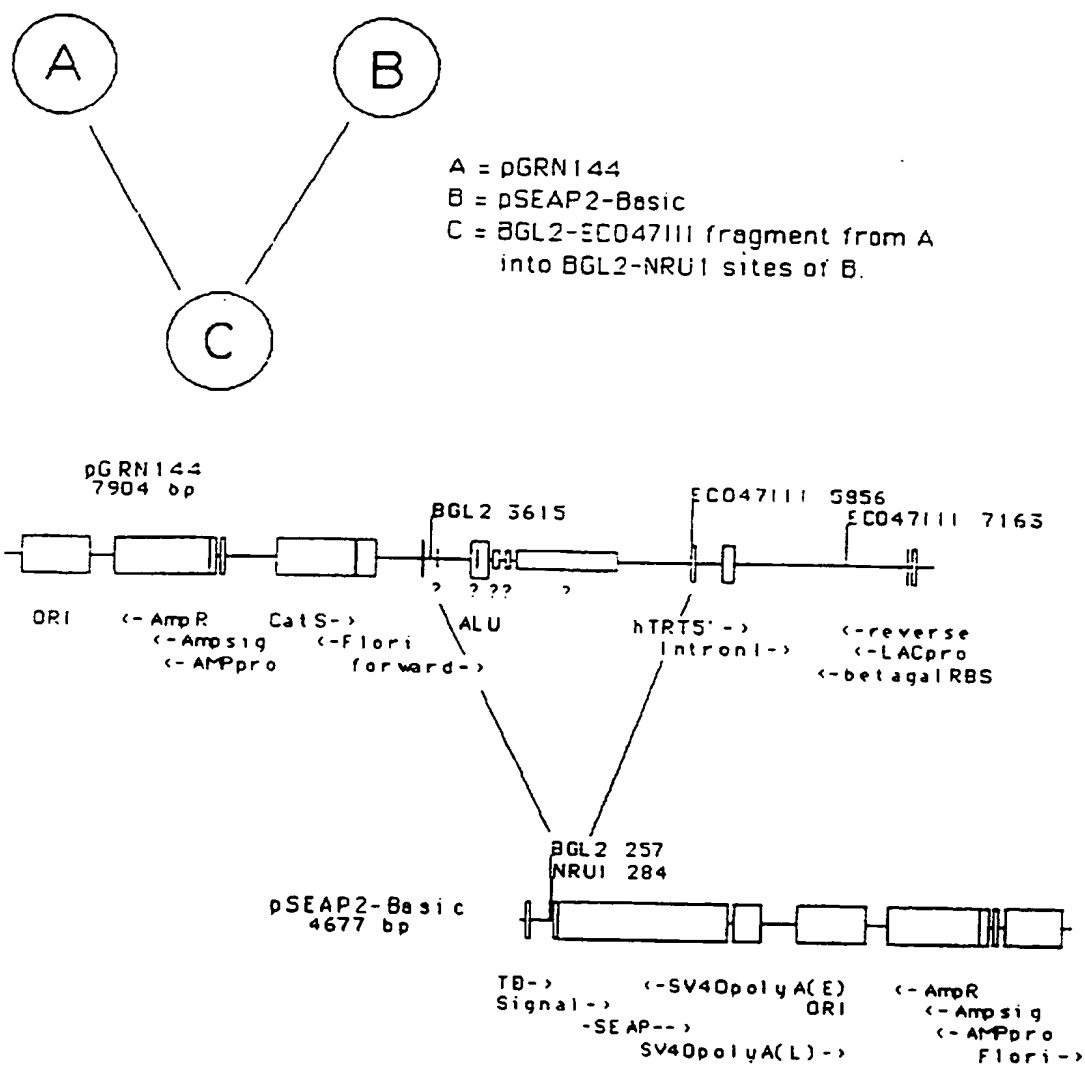 A
B
A = pGRN144
B = pSEAP2-Basic
C = BGL2-ECO47III fragment from A
into BGL2-NRU1 sites of B.
C
pGRN144
7904 bp
BGL2 3615
ECO47III 5956
ECO47III 7163
? ? ?? ?
ORI
<-AmpR
CatS->
ALU
hTRT5'->
<-reverse
<-Ampsig
<-Flori
Intron1->
<-LACpro
<-AMPpro
forward->
<-betagalRBS
BGL2 257
NRU1 284
pSEAP2-Basic
4677 bp
TB->
<-SV40polyA(E)
<-AmpR
Signal->
ORI
<-Ampsig
-SEAP-->
<-AMPpro
SV40polyA(L)->
Flori->